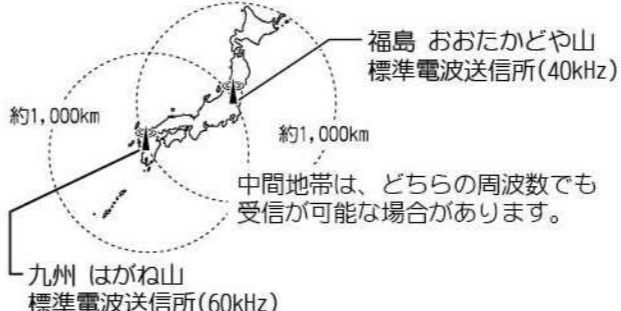 福島 おおたかどや山
標準電波送信所(40kHz)
約1,000km
約1,000km
中間地帯は、どちらの周波数でも
受信が可能な場合があります。
九州 はがね山
標準電波送信所(60kHz)